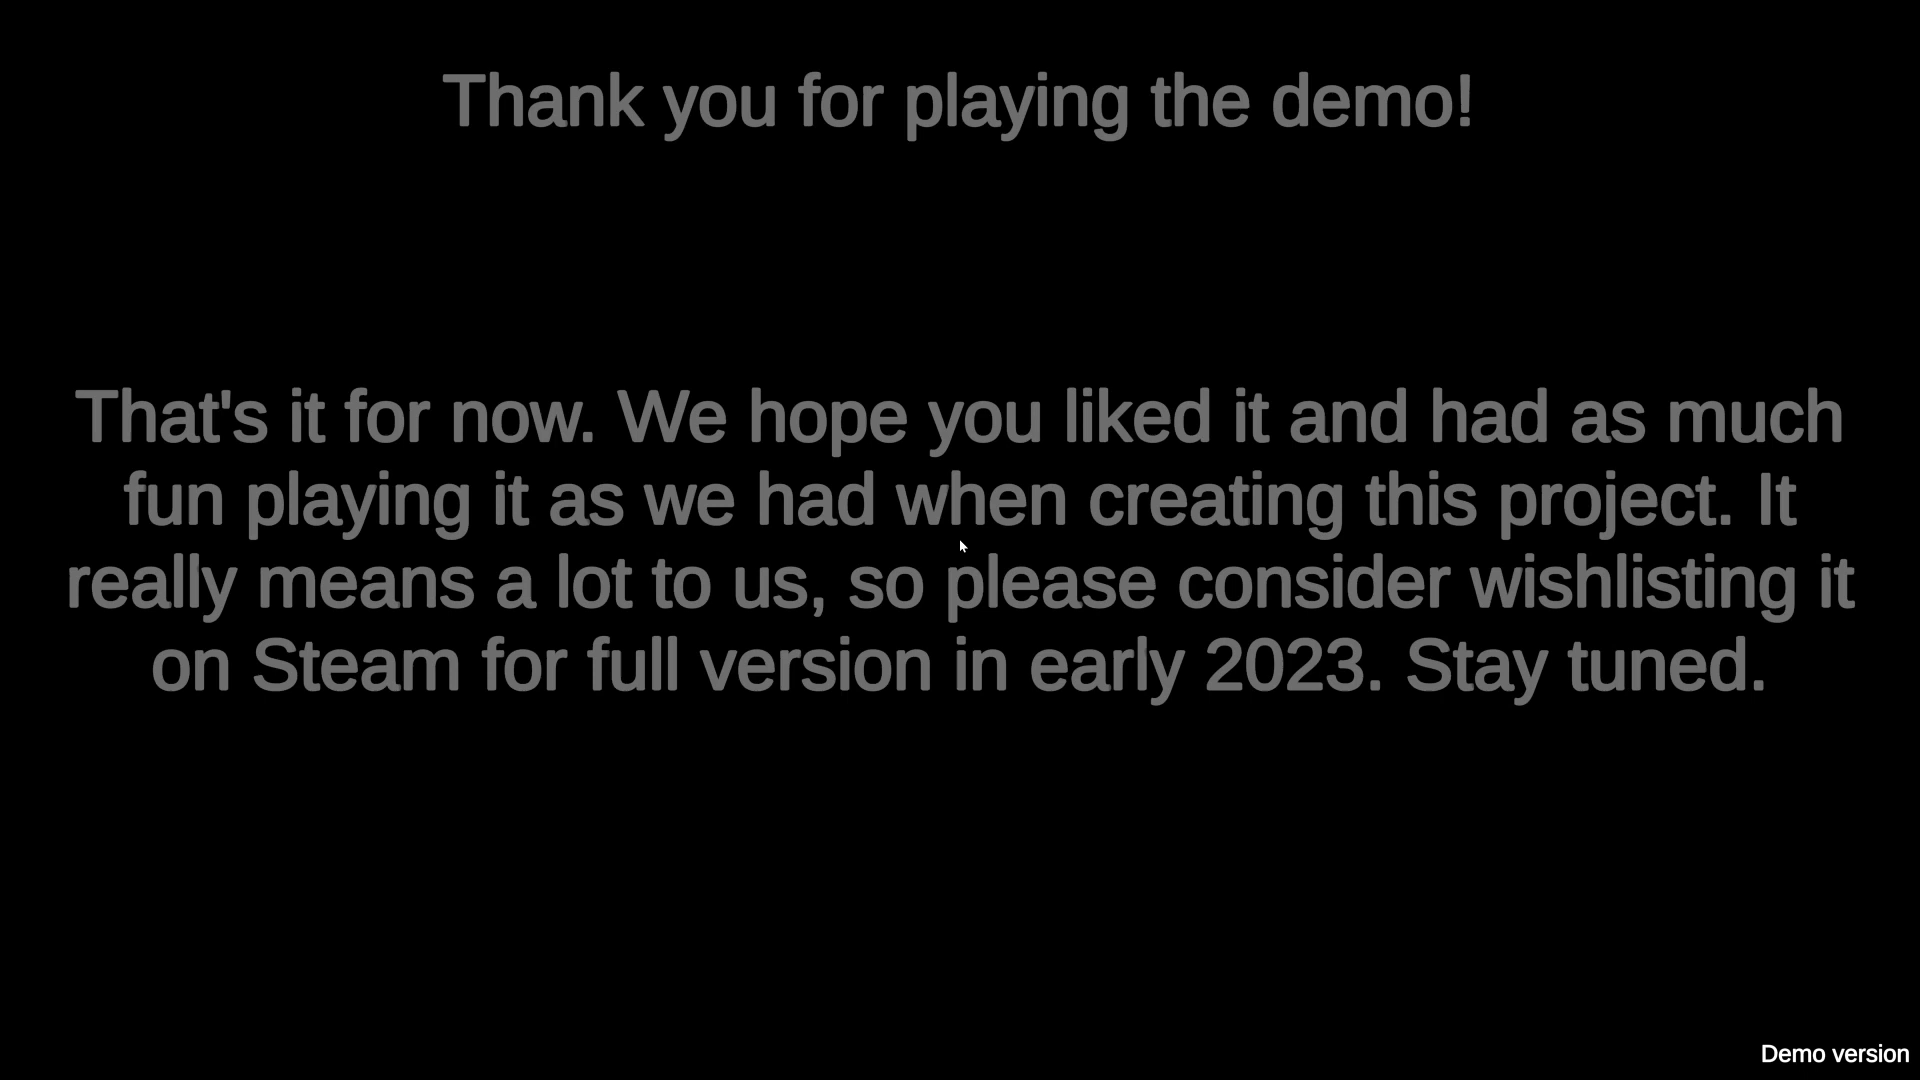 Thank you for playing the demo!
That's it for now. We hope you liked it and had as much
fun playing it as we had when creating this project. It
really means a lot to us, so please consider wishlisting it
on Steam for full version in early 2023. Stay tuned.
Demo version